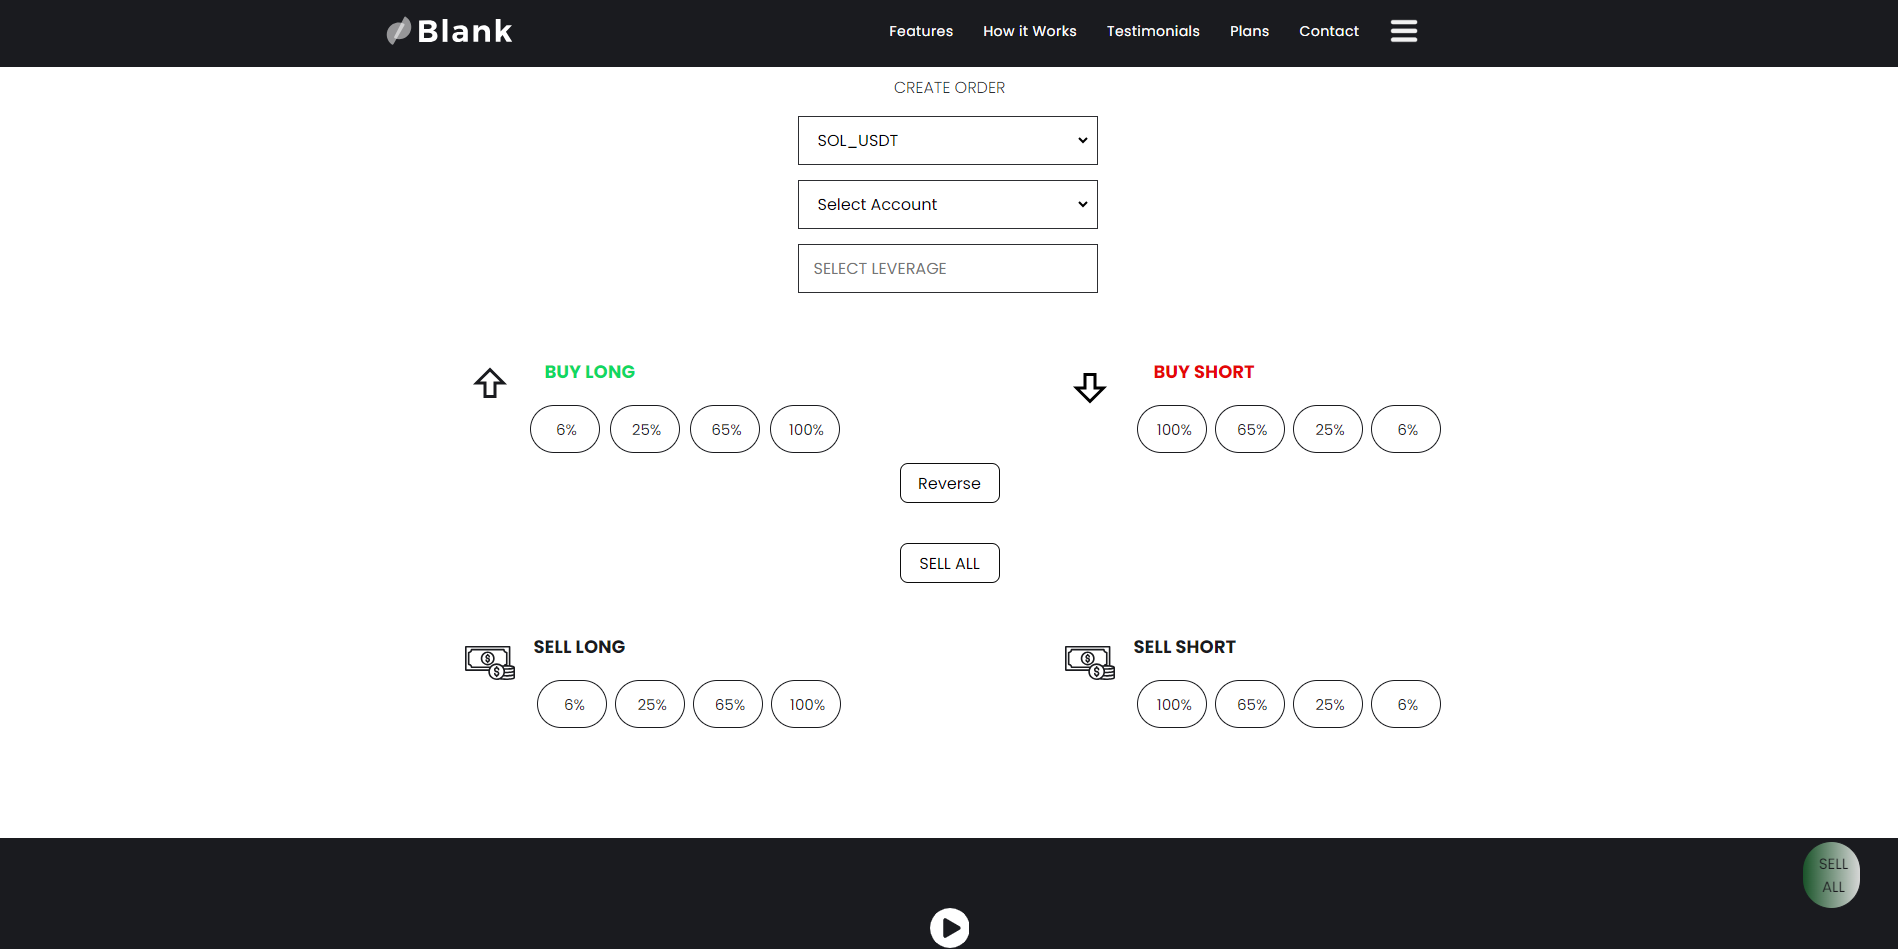 Blank
Features How it Works Testimonials Plans Contact
CREATE ORDER
SOL_USDT
Select Account
SELECT LEVERAGE
BUY LONG
6% 25% 65% 100%
BUY SHORT
100% 65% 25% 6%
Reverse
SELL ALL
SELL LONG
6% 25% 65% 100%
SELL SHORT
100% 65% 25% 6%
SELL
ALL